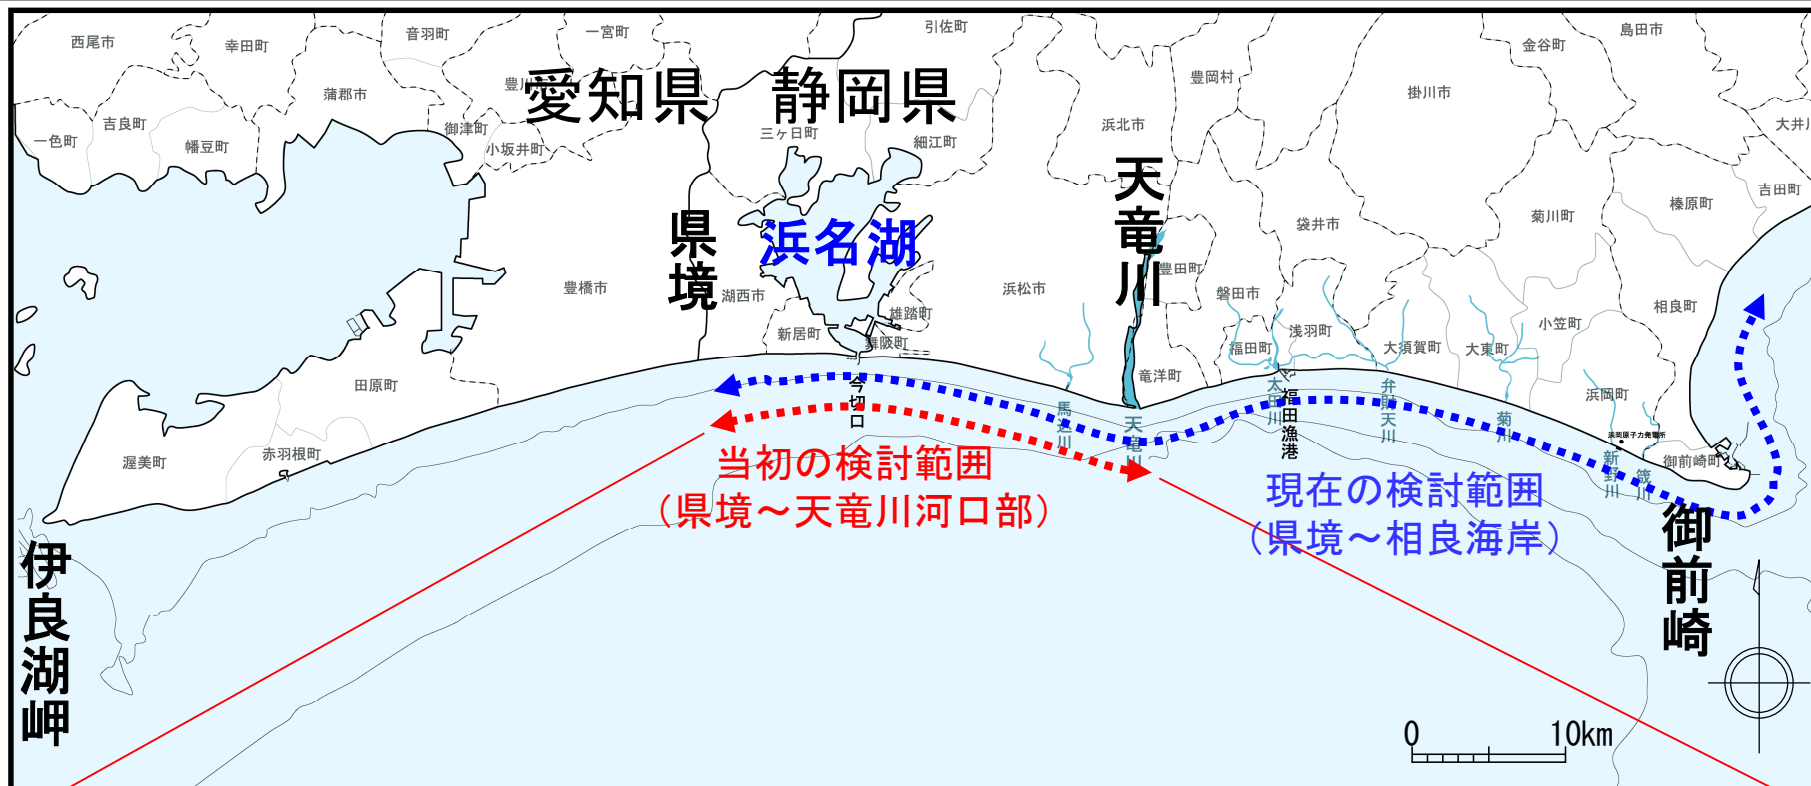 西尾市
幸田町
音羽町
一宮町
引佐町
豊岡村
金谷町
島田市
蒲郡市
豊川市
愛知県
静岡県
掛川市
一色町
吉良町
幡豆町
御津町
小坂井町
三ヶ日町
細江町
浜北市
天竜川
大井川
吉田町
榛原町
菊川町
袋井市
県境
浜名湖
豊田町
豊橋市
湖西市
浜松市
磐田市
雄踏町
新居町
舞阪町
浅羽町
福田町
大須賀町
大東町
小笠町
相良町
竜洋町
田原町
今切口
馬込川
天竜川
太田川
福田漁港
弁財天川
菊川
浜岡町
浜岡原子力発電所
新野川
筬川
御前崎町
渥美町
赤羽根町
当初の検討範囲
（県境～天竜川河口部）
現在の検討範囲
（県境～相良海岸）
御前崎
伊良湖岬
0
10km